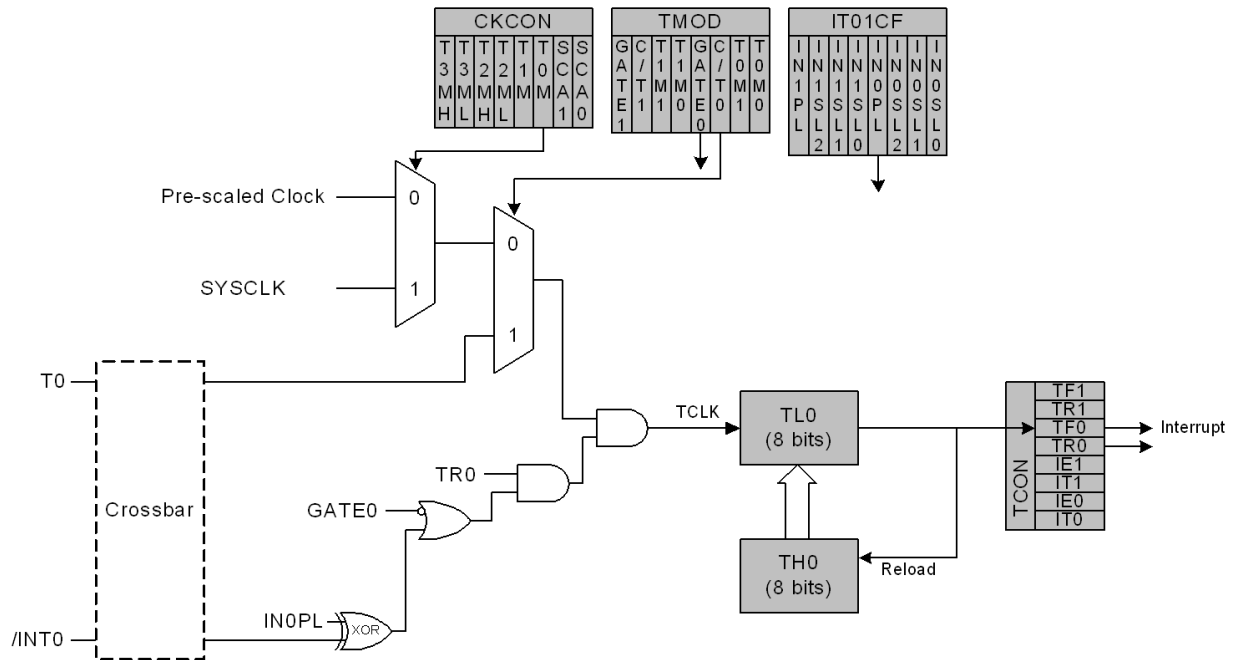 CKCON
T3MH
T3ML
T2MH
T2ML
T1M
T0M
SCA1
SCA0
TMOD
GATE1
C/T1
T1M1
T1M0
GATE0
C/T0
T0M1
T0M0
IT01CF
IN1PL
IN1SL2
IN1SL1
IN1SL0
IN0PL
IN0SL2
IN0SL1
IN0SL0
Pre-scaled Clock
0
SYSCLK
1
0
1
T0
Crossbar
/INT0
TR0
GATE0
IN0PL
XOR
TCLK
TL0
(8 bits)
TH0
(8 bits)
Reload
TCON
TF1
TR1
TF0
TR0
IE1
IT1
IE0
IT0
Interrupt